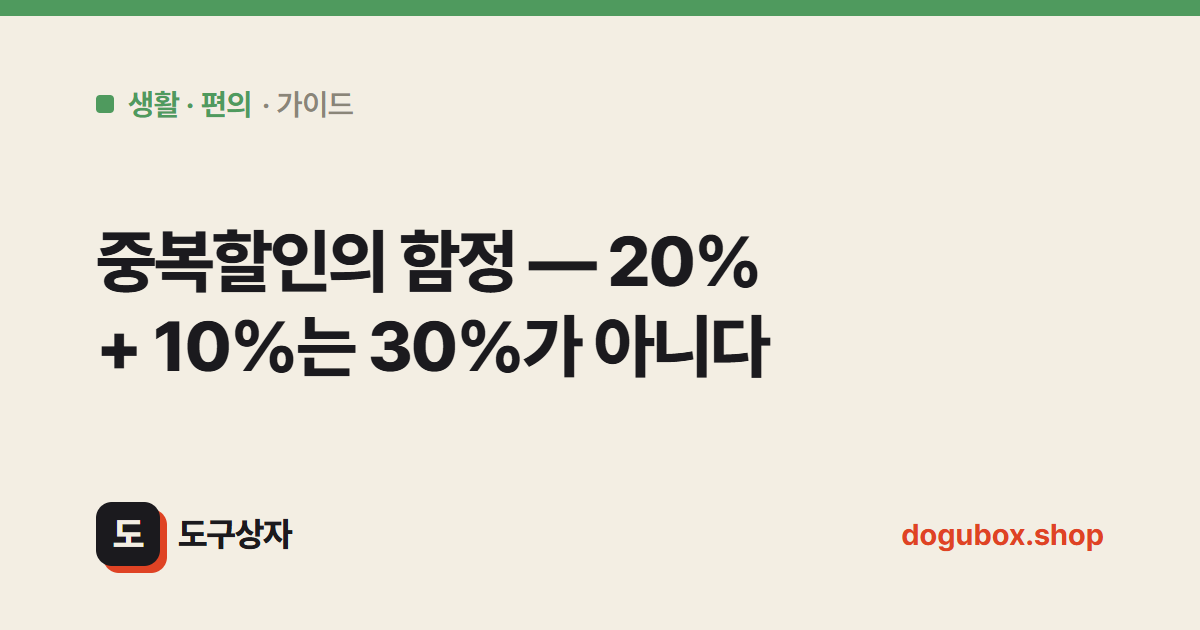 생활 · 편의 · 가이드
중복할인의 함정 — 20%
+ 10%는 30%가 아니다
도 도구상자
dogubox.shop